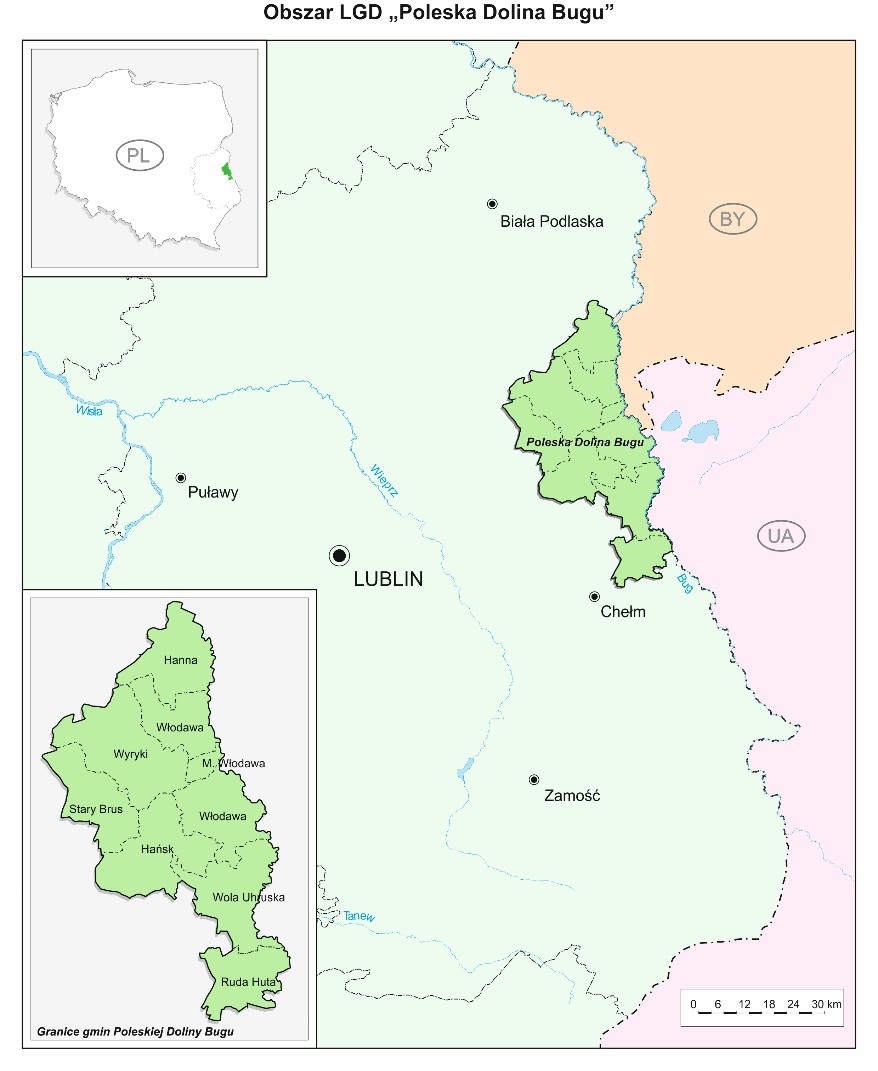 Obszar LGD „Poleska Dolina Bugu”
PL
BY
Biała Podlaska
Wisła
Poleska Dolina Bugu
Wieprz
Puławy
UA
LUBLIN
Bug
Chełm
Hanna
Włodawa
Wyryki
M. Włodawa
Zamość
Stary Brus
Włodawa
Hańsk
Wola Uhruska
Tanew
Ruda Huta
0 6 12 18 24 30 km
Granice gmin Poleskiej Doliny Bugu